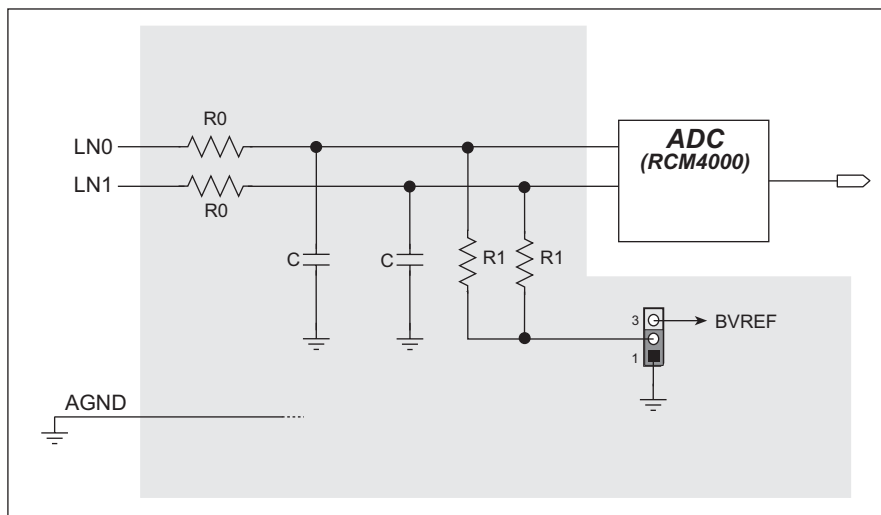 R0
LN0
ADC
(RCM4000)
LN1
R0
C
C
R1
R1
3
BVREF
1
AGND